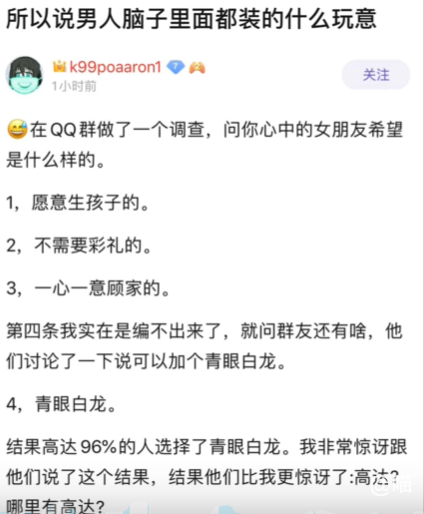 所以说男人脑子里面都装的什么玩意
k99poaaron1
1小时前
关注
😅在QQ群做了一个调查，问你心中的女朋友希望
是什么样的。
1，愿意生孩子的。
2，不需要彩礼的。
3，一心一意顾家的。
第四条我实在是编不出来了，就问群友还有啥，他
们讨论了一下说可以加个青眼白龙。
4，青眼白龙。
结果高达96%的人选择了青眼白龙。我非常惊讶跟
他们说了这个结果，结果他们比我更惊讶了:高达?
哪里有高达?